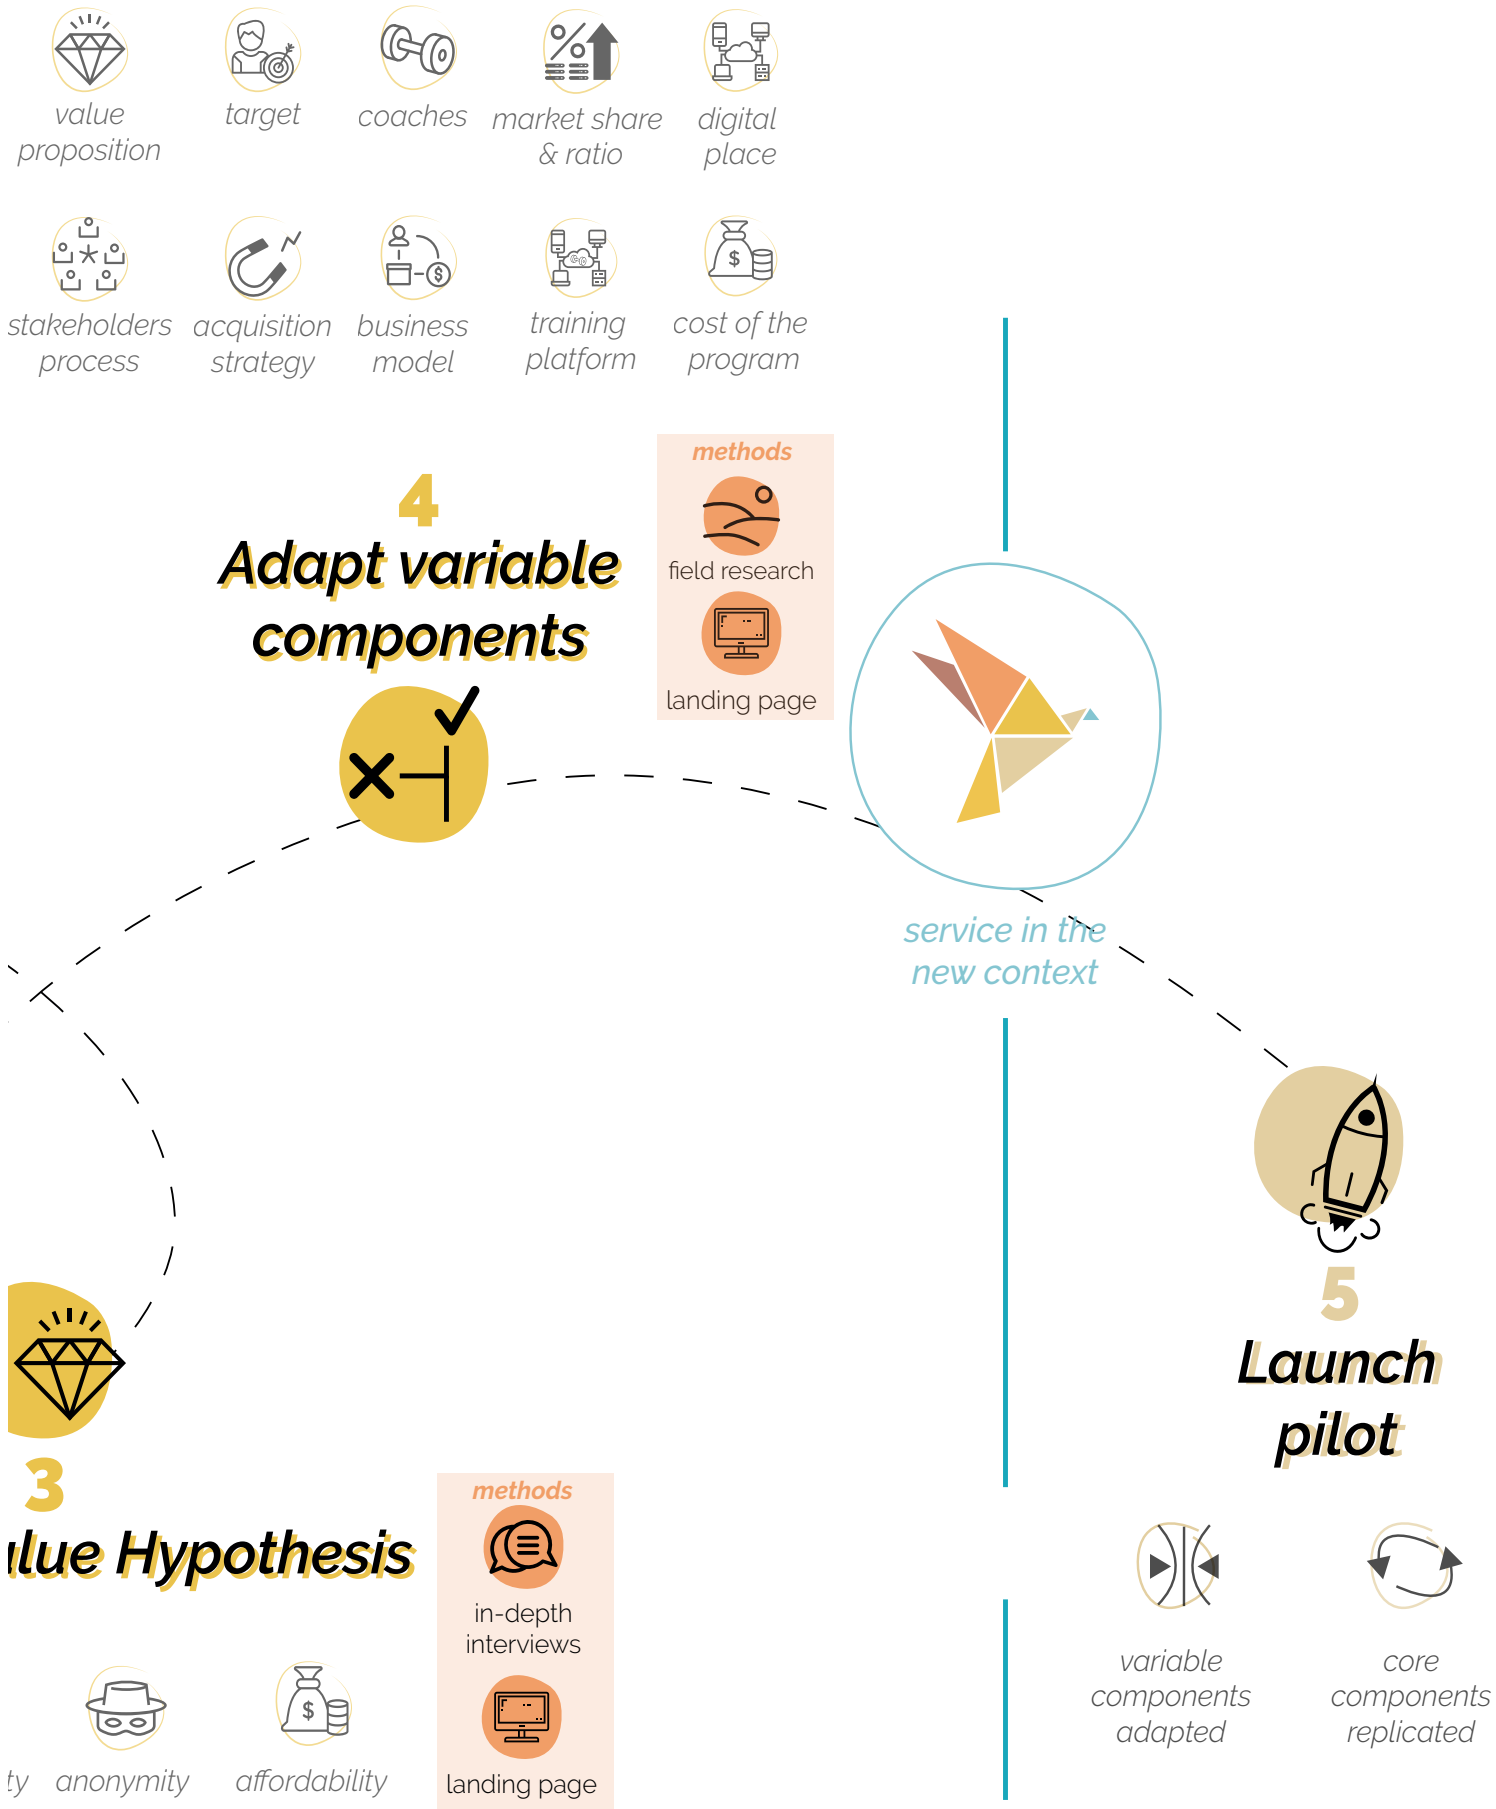 value
proposition
target
coaches
market share
& ratio
digital
place
stakeholders
process
acquisition
strategy
business
model
training
platform
cost of the
program
4
Adapt variable
components
methods
field research
landing page
service in the
new context
5
Launch
pilot
variable
components
adapted
core
components
replicated
3
alue Hypothesis
methods
in-depth
interviews
landing page
ty
anonymity
affordability